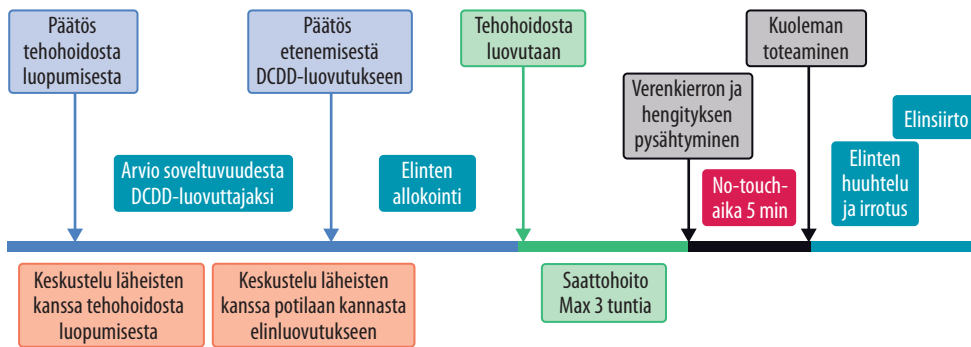 Päätös
tehohoidosta
luopumisesta
Päätös
etenemisestä
DCDD-luovutukseen
Tehohoidosta
luovutaan
Kuoleman
toteaminen
Verenkierron ja
hengityksen
pysähtyminen
Elinsiirto
Arvio soveltuvuudesta
DCDD-luovuttajaksi
Elinten
allokointi
No-touch-
aika 5 min
Elinten
huuhtelu
ja irrotus
Keskustelu läheisten
kanssa tehohoidosta
luopumisesta
Keskustelu läheisten
kanssa potilaan kannasta
elinluovutukseen
Saattohoito
Max 3 tuntia